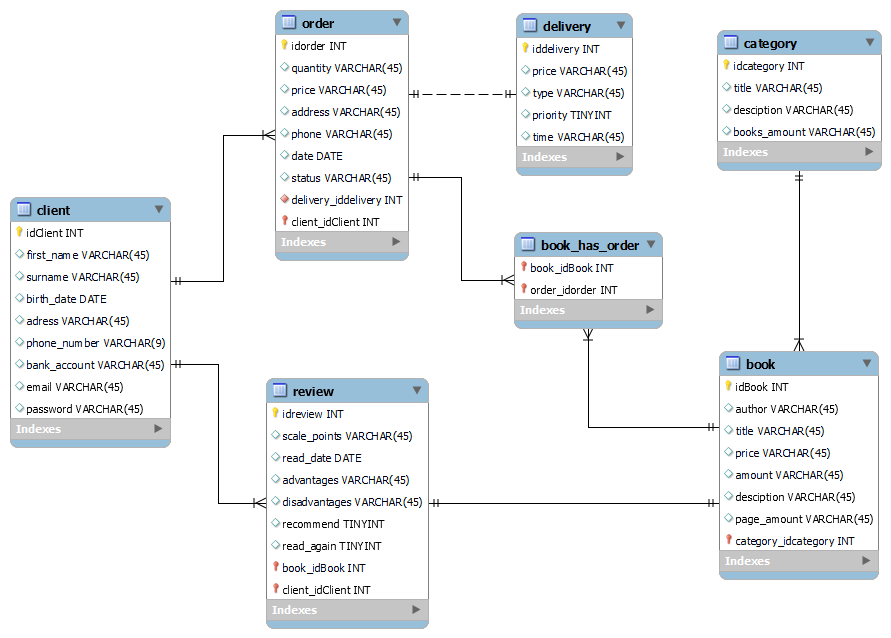 order
idorder INT
quantity VARCHAR(45)
price VARCHAR(45)
address VARCHAR(45)
phone VARCHAR(45)
date DATE
status VARCHAR(45)
delivery_iddelivery INT
client_idClient INT
Indexes
delivery
iddelivery INT
price VARCHAR(45)
type VARCHAR(45)
priority TINYINT
time VARCHAR(45)
Indexes
category
idcategory INT
title VARCHAR(45)
desciption VARCHAR(45)
books_amount VARCHAR(45)
Indexes
client
idClient INT
first_name VARCHAR(45)
surname VARCHAR(45)
birth_date DATE
adress VARCHAR(45)
phone_number VARCHAR(9)
bank_account VARCHAR(45)
email VARCHAR(45)
password VARCHAR(45)
Indexes
book_has_order
book_idBook INT
order_idorder INT
Indexes
review
idreview INT
scale_points VARCHAR(45)
read_date DATE
advantages VARCHAR(45)
disadvantages VARCHAR(45)
recommend TINYINT
read_again TINYINT
book_idBook INT
client_idClient INT
Indexes
book
idBook INT
author VARCHAR(45)
title VARCHAR(45)
price VARCHAR(45)
amount VARCHAR(45)
desciption VARCHAR(45)
page_amount VARCHAR(45)
category_idcategory INT
Indexes